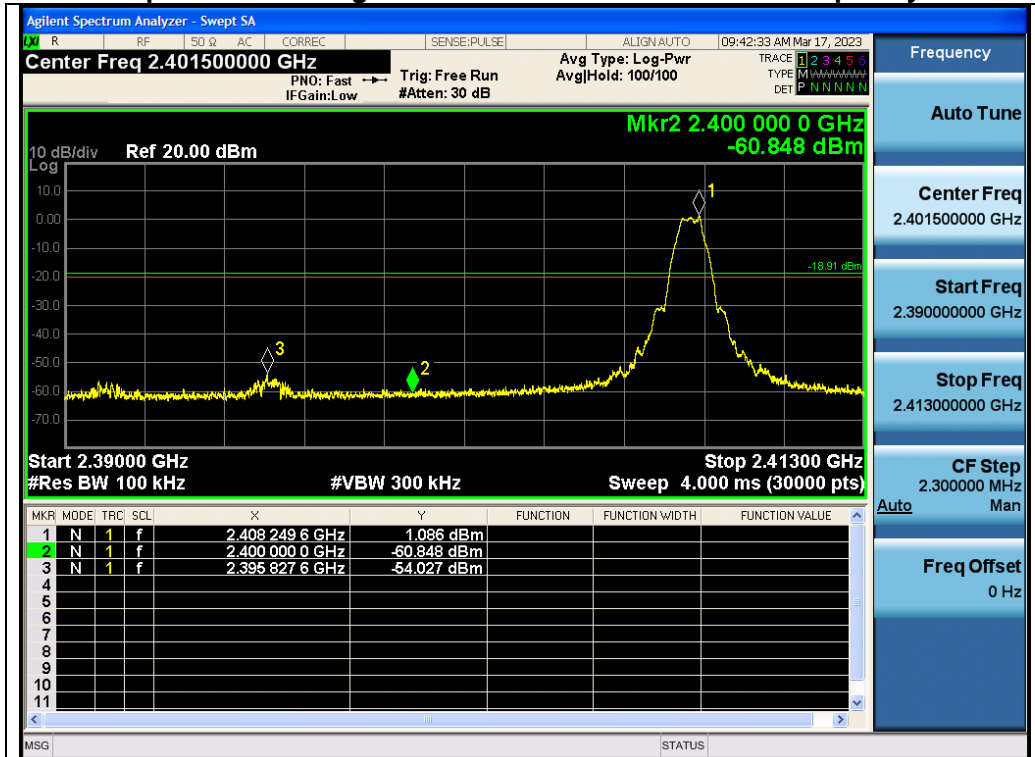 Agilent Spectrum Analyzer - Swept SA
LXI R RF 50 Ω AC CORREC SENSE:PULSE ALIGN AUTO 09:42:33 AM Mar 17, 2023
Center Freq 2.401500000 GHz
PNO: Fast
IFGain:Low
Trig: Free Run
#Atten: 30 dB
Avg Type: Log-Pwr
Avg|Hold: 100/100
TRACE 1 2 3 4 5 6
TYPE M WWWWW
DET P N N N N N
Mkr2 2.400 000 0 GHz
-60.848 dBm
10 dB/div Ref 20.00 dBm
Log
10.0
0.00
-10.0
-20.0
-30.0
-40.0
-50.0
-60.0
-70.0
1
-18.91 dBm
3
2
Start 2.39000 GHz Stop 2.41300 GHz
#Res BW 100 kHz #VBW 300 kHz Sweep 4.000 ms (30000 pts)
MKR MODE TRC SCL X Y FUNCTION FUNCTION WIDTH FUNCTION VALUE
1 N 1 f 2.408 249 6 GHz 1.086 dBm
2 N 1 f 2.400 000 0 GHz -60.848 dBm
3 N 1 f 2.395 827 6 GHz -54.027 dBm
4
5
6
7
8
9
10
11
MSG STATUS
Frequency
Auto Tune
Center Freq
2.401500000 GHz
Start Freq
2.390000000 GHz
Stop Freq
2.413000000 GHz
CF Step
2.300000 MHz
Auto Man
Freq Offset
0 Hz